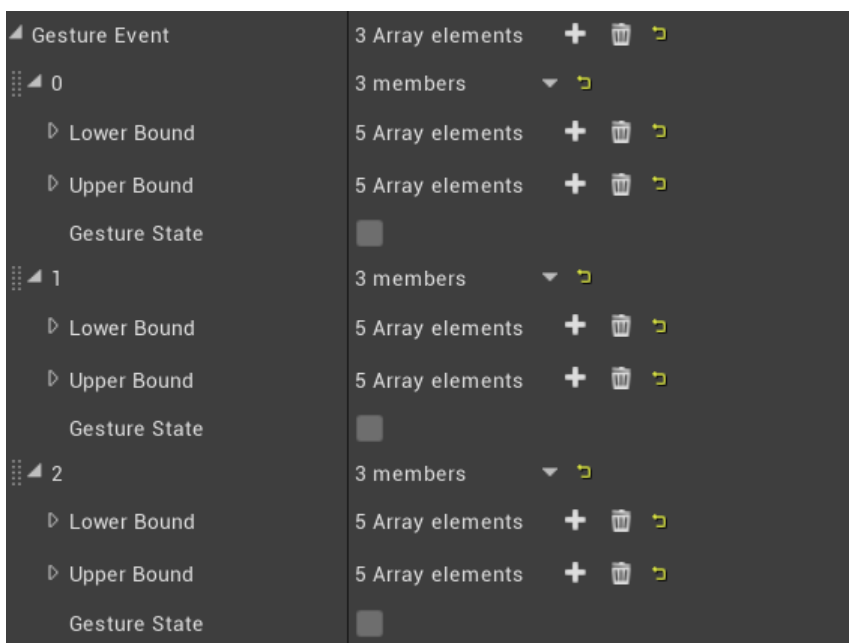 Gesture Event 3 Array elements
0 3 members
Lower Bound 5 Array elements
Upper Bound 5 Array elements
Gesture State
1 3 members
Lower Bound 5 Array elements
Upper Bound 5 Array elements
Gesture State
2 3 members
Lower Bound 5 Array elements
Upper Bound 5 Array elements
Gesture State